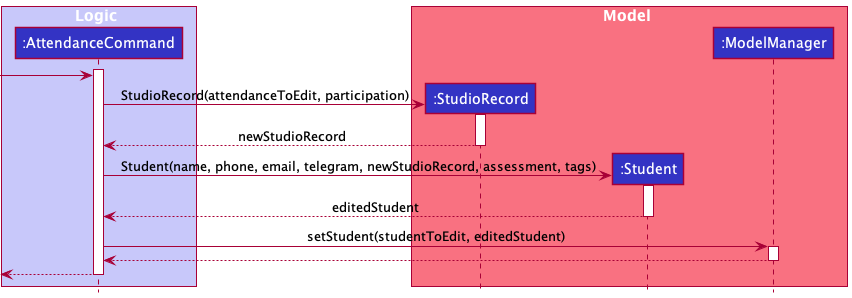 Logic
Model
:AttendanceCommand
:ModelManager
StudioRecord(attendanceToEdit, participation)
:StudioRecord
newStudioRecord
Student(name, phone, email, telegram, newStudioRecord, assessment, tags)
:Student
editedStudent
setStudent(studentToEdit, editedStudent)